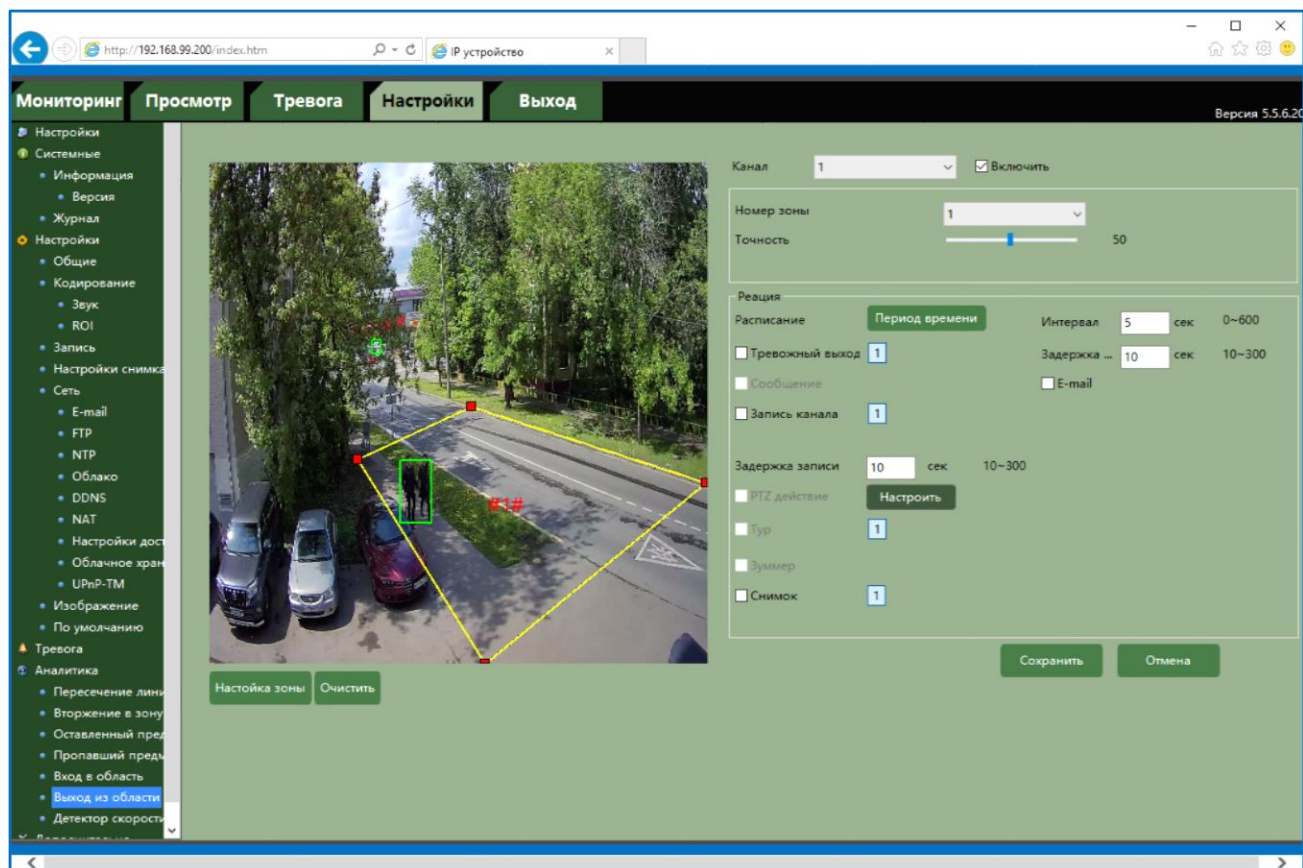 http://192.168.99.200/index.htm
IP устройство
Мониторинг Просмотр Тревога Настройки Выход
Версия 5.5.6.20
Настройки
Системные
Информация
Версия
Журнал
Настройки
Общие
Кодирование
Звук
ROI
Запись
Настройки снимка
Сеть
E-mail
FTP
NTP
Облако
DDNS
NAT
Настройки дост
Облачное хран
UPnP-TM
Изображение
По умолчанию
Тревога
Аналитика
Пересечение лини
Вторжение в зону
Оставленный пред
Пропавший предм
Вход в область
Выход из области
Детектор скорости
#1#
Настойка зоны Очистить
Канал 1 Включить
Номер зоны 1
Точность 50
Реация
Расписание Период времени Интервал 5 сек 0~600
Тревожный выход 1 Задержка ... 10 сек 10~300
Сообщение E-mail
Запись канала 1
Задержка записи 10 сек 10~300
PTZ действие Настроить
Тур 1
Зуммер
Снимок 1
Сохранить Отмена